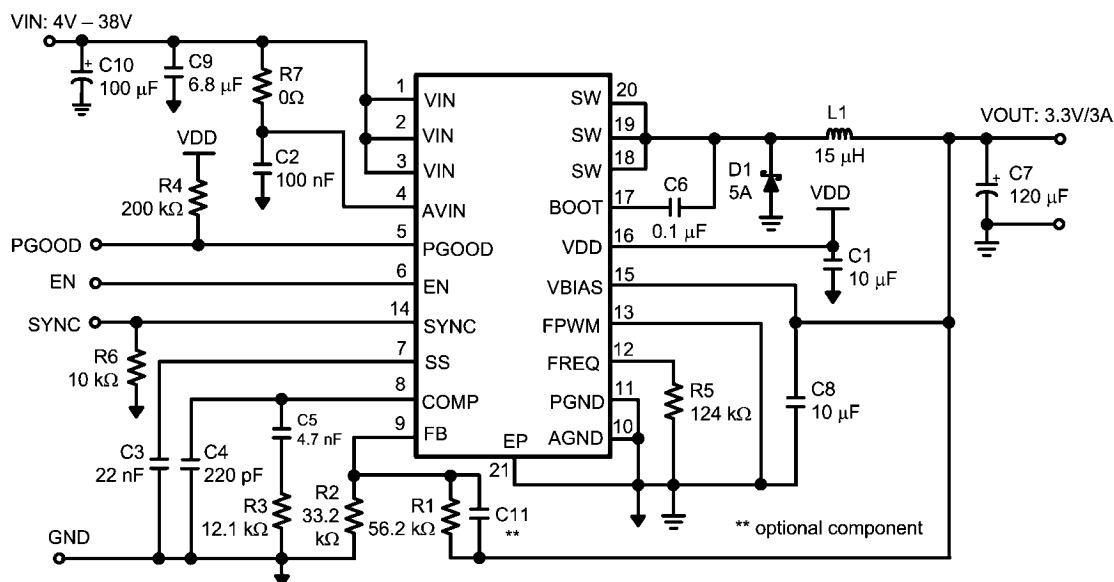 VIN: 4V – 38V
C10
100 µF
+
C9
6.8 µF
R7
0Ω
C2
100 nF
VDD
R4
200 kΩ
PGOOD
EN
SYNC
R6
10 kΩ
C3
22 nF
C4
220 pF
C5
4.7 nF
R3
12.1 kΩ
R2
33.2
kΩ
R1
56.2 kΩ
C11
**
GND
1
VIN
2
VIN
3
VIN
4
AVIN
5
PGOOD
6
EN
14
SYNC
7
SS
8
COMP
9
FB
EP
21
20
SW
19
SW
18
SW
17
BOOT
16
VDD
15
VBIAS
13
FPWM
12
FREQ
11
PGND
10
AGND
C6
0.1 µF
D1
5A
L1
15 µH
VOUT: 3.3V/3A
+
C7
120 µF
VDD
C1
10 µF
R5
124 kΩ
C8
10 µF
** optional component